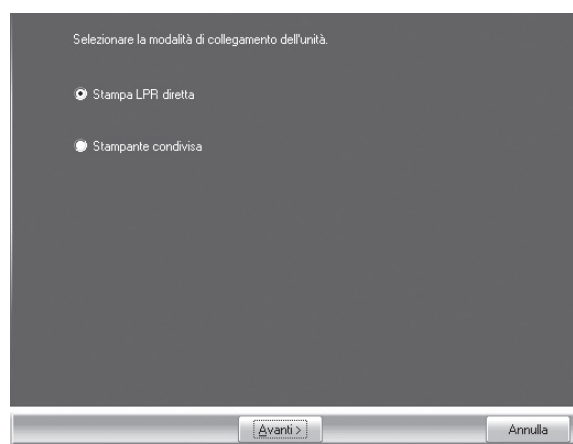 Selezionare la modalità di collegamento dell'unità.
Stampa LPR diretta
Stampante condivisa
Avanti >
Annulla